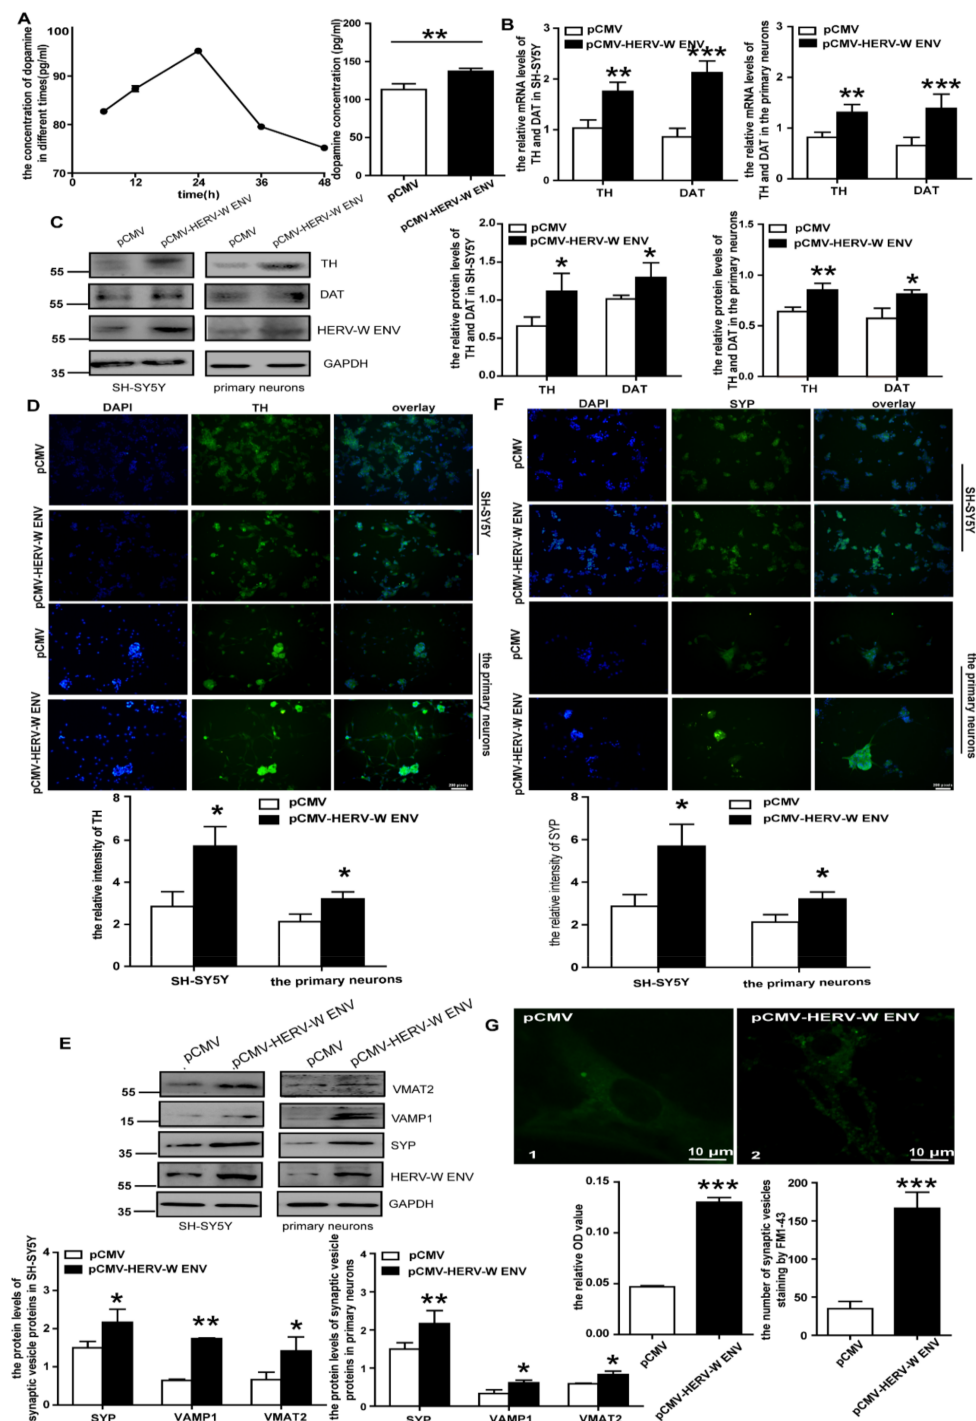 A
the concentration of dopamine
in different times(pg/ml)
100
90
80
70
0
12
24
36
48
time(h)
dopamine concentration (pg/ml)
200
150
100
50
0
**
pCMV
pCMV-HERV-W ENV
B
the relative mRNA levels of
TH and DAT in SH-SY5Y
3
2
1
0
pCMV
pCMV-HERV-W ENV
**
***
TH
DAT
the relative mRNA levels of
TH and DAT in the primary neurons
3
2
1
0
pCMV
pCMV-HERV-W ENV
**
***
TH
DAT
C
pCMV
pCMV-HERV-W ENV
pCMV
pCMV-HERV-W ENV
55
TH
55
DAT
55
HERV-W ENV
35
GAPDH
SH-SY5Y
primary neurons
the relative protein levels of
TH and DAT in SH-SY5Y
2.0
1.5
1.0
0.5
0.0
pCMV
pCMV-HERV-W ENV
*
*
TH
DAT
the relative protein levels of
TH and DAT in the primary neurons
1.5
1.0
0.5
0.0
pCMV
pCMV-HERV-W ENV
**
*
TH
DAT
D
DAPI
TH
overlay
pCMV
pCMV-HERV-W ENV
SH-SY5Y
pCMV
pCMV-HERV-W ENV
the primary neurons
the relative intensity of TH
8
6
4
2
0
pCMV
pCMV-HERV-W ENV
*
*
SH-SY5Y
the primary neurons
F
DAPI
SYP
overlay
pCMV
pCMV-HERV-W ENV
SH-SY5Y
pCMV
pCMV-HERV-W ENV
the primary neurons
the relative intensity of SYP
8
6
4
2
0
pCMV
pCMV-HERV-W ENV
*
*
SH-SY5Y
the primary neurons
E
pCMV
pCMV-HERV-W ENV
pCMV
pCMV-HERV-W ENV
55
VMAT2
15
VAMP1
35
SYP
55
HERV-W ENV
35
GAPDH
SH-SY5Y
primary neurons
the protein levels of
synaptic vesicle proteins in SH-SY5Y
4
3
2
1
0
pCMV
pCMV-HERV-W ENV
*
**
*
SYP
VAMP1
VMAT2
the protein levels of synaptic vesicle
proteins in primary neurons
4
3
2
1
0
pCMV
pCMV-HERV-W ENV
**
*
*
SYP
VAMP1
VMAT2
G
pCMV
1
10 µm
pCMV-HERV-W ENV
2
10 µm
the relative OD value
0.15
0.10
0.05
0.00
***
pCMV
pCMV-HERV-W ENV
the number of synaptic vesicles
staining by FM1-43
200
150
100
50
0
***
pCMV
pCMV-HERV-W ENV